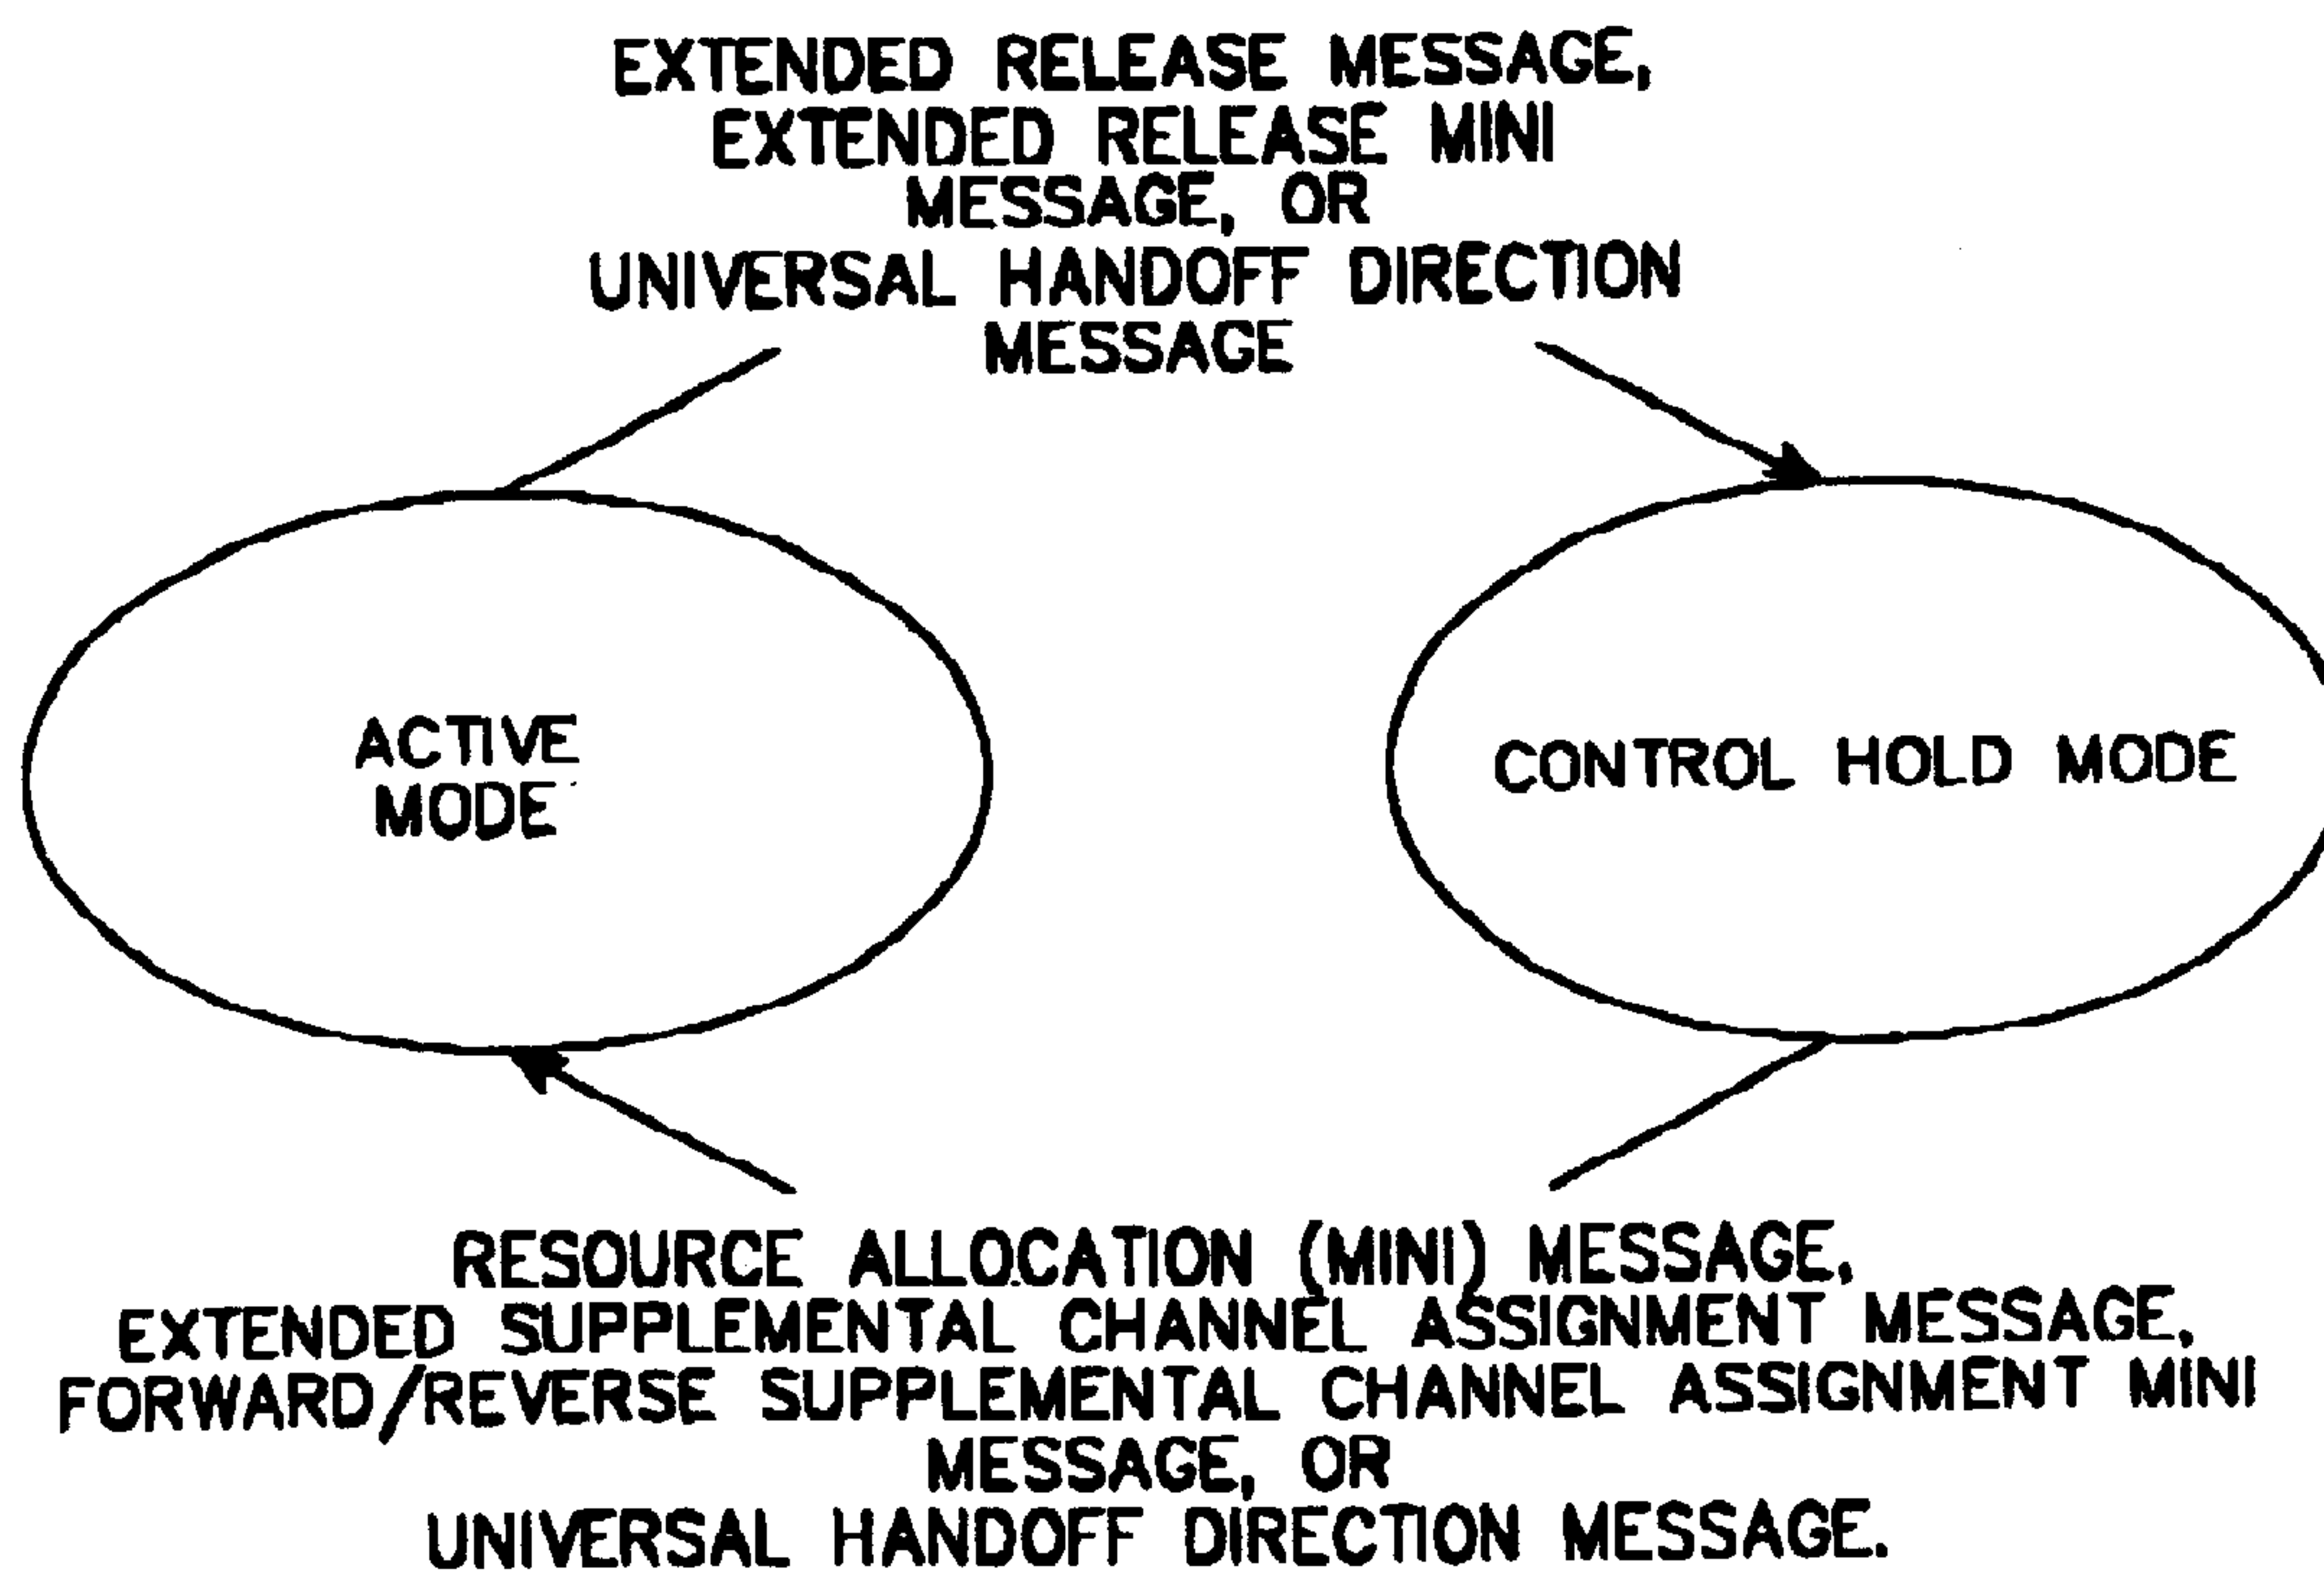 EXTENDED RELEASE MESSAGE,
EXTENDED RELEASE MINI
MESSAGE, OR
UNIVERSAL HANDOFF DIRECTION
MESSAGE
ACTIVE
MODE
CONTROL HOLD MODE
RESOURCE ALLOCATION (MINI) MESSAGE,
EXTENDED SUPPLEMENTAL CHANNEL ASSIGNMENT MESSAGE,
FORWARD/REVERSE SUPPLEMENTAL CHANNEL ASSIGNMENT MINI
MESSAGE, OR
UNIVERSAL HANDOFF DIRECTION MESSAGE.